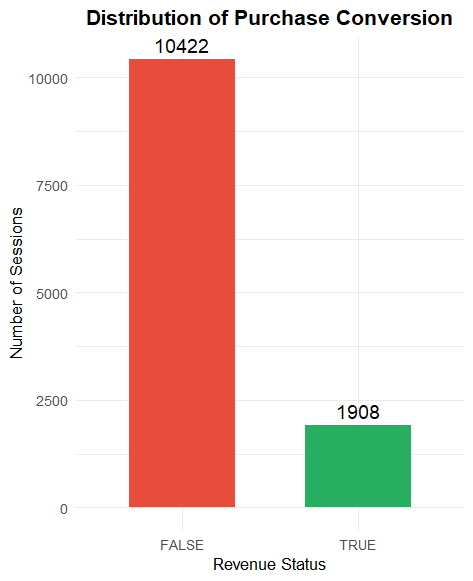 Distribution of Purchase Conversion
10422
10000
7500
5000
2500
1908
0
Number of Sessions
FALSE
TRUE
Revenue Status